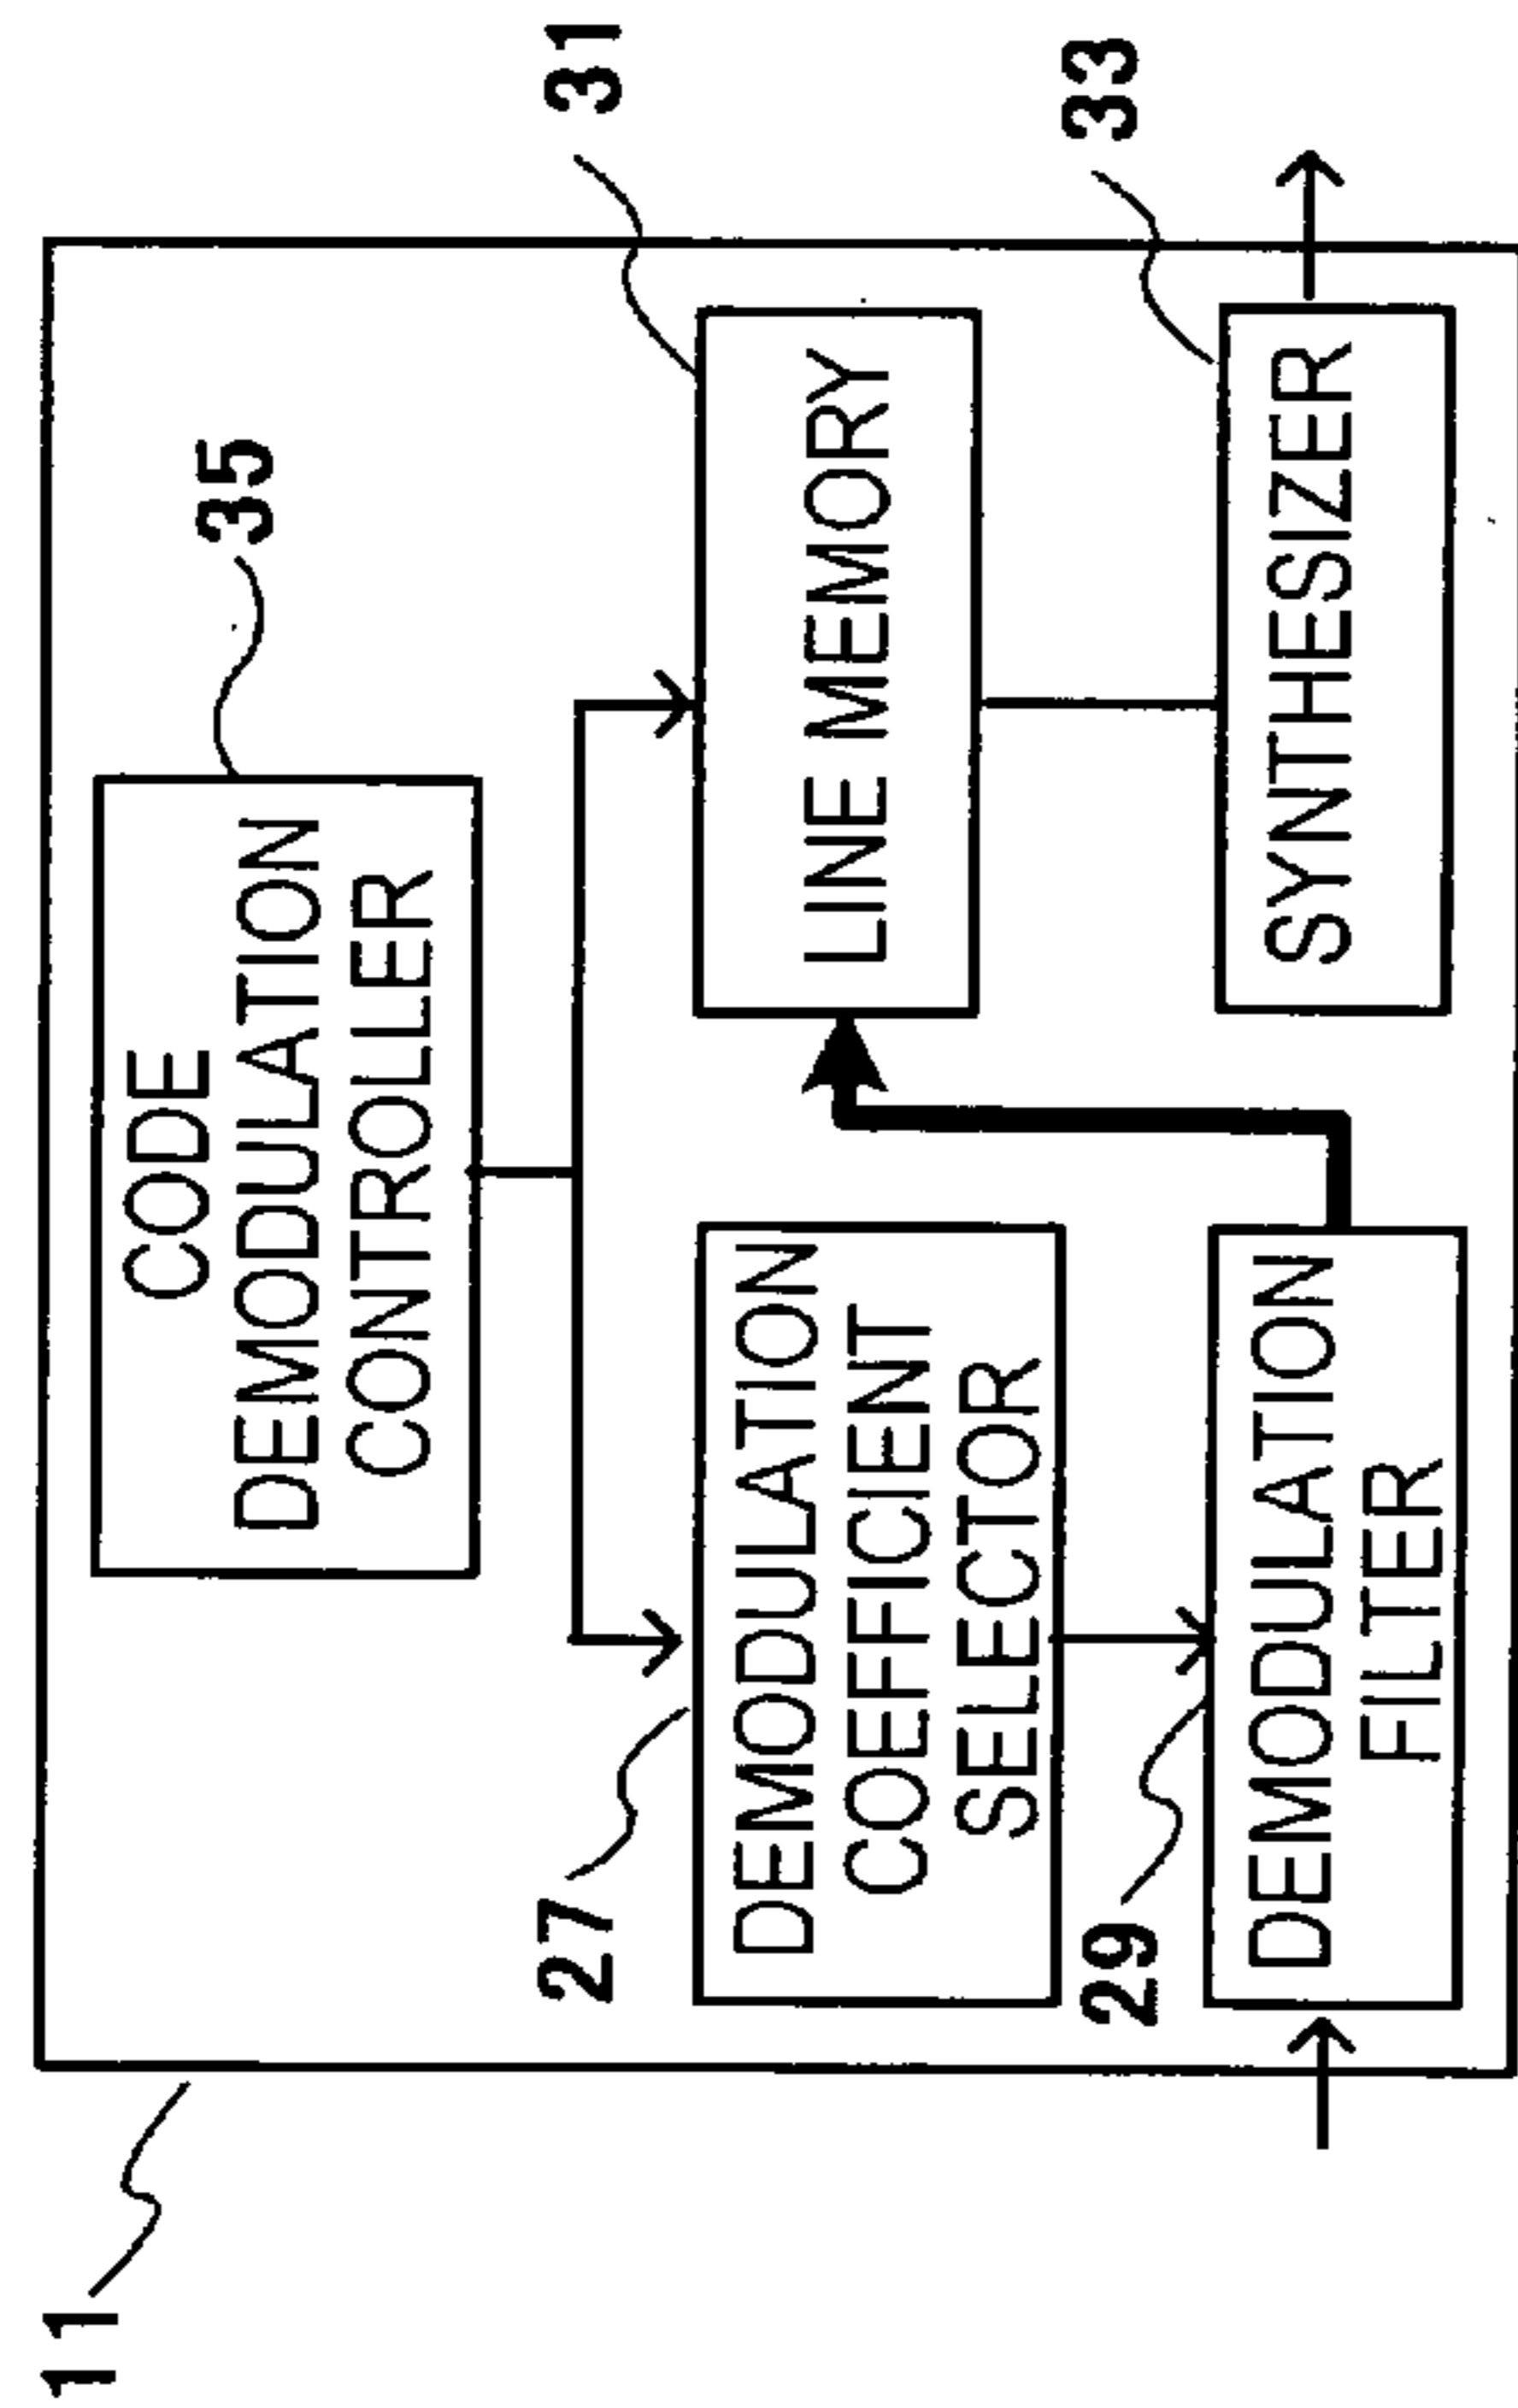 11
35
CODE
DEMODULATION
CONTROLLER
27
DEMODULATION
COEFFICIENT
SELECTOR
31
LINE MEMORY
29
DEMODULATION
FILTER
33
SYNTHESIZER